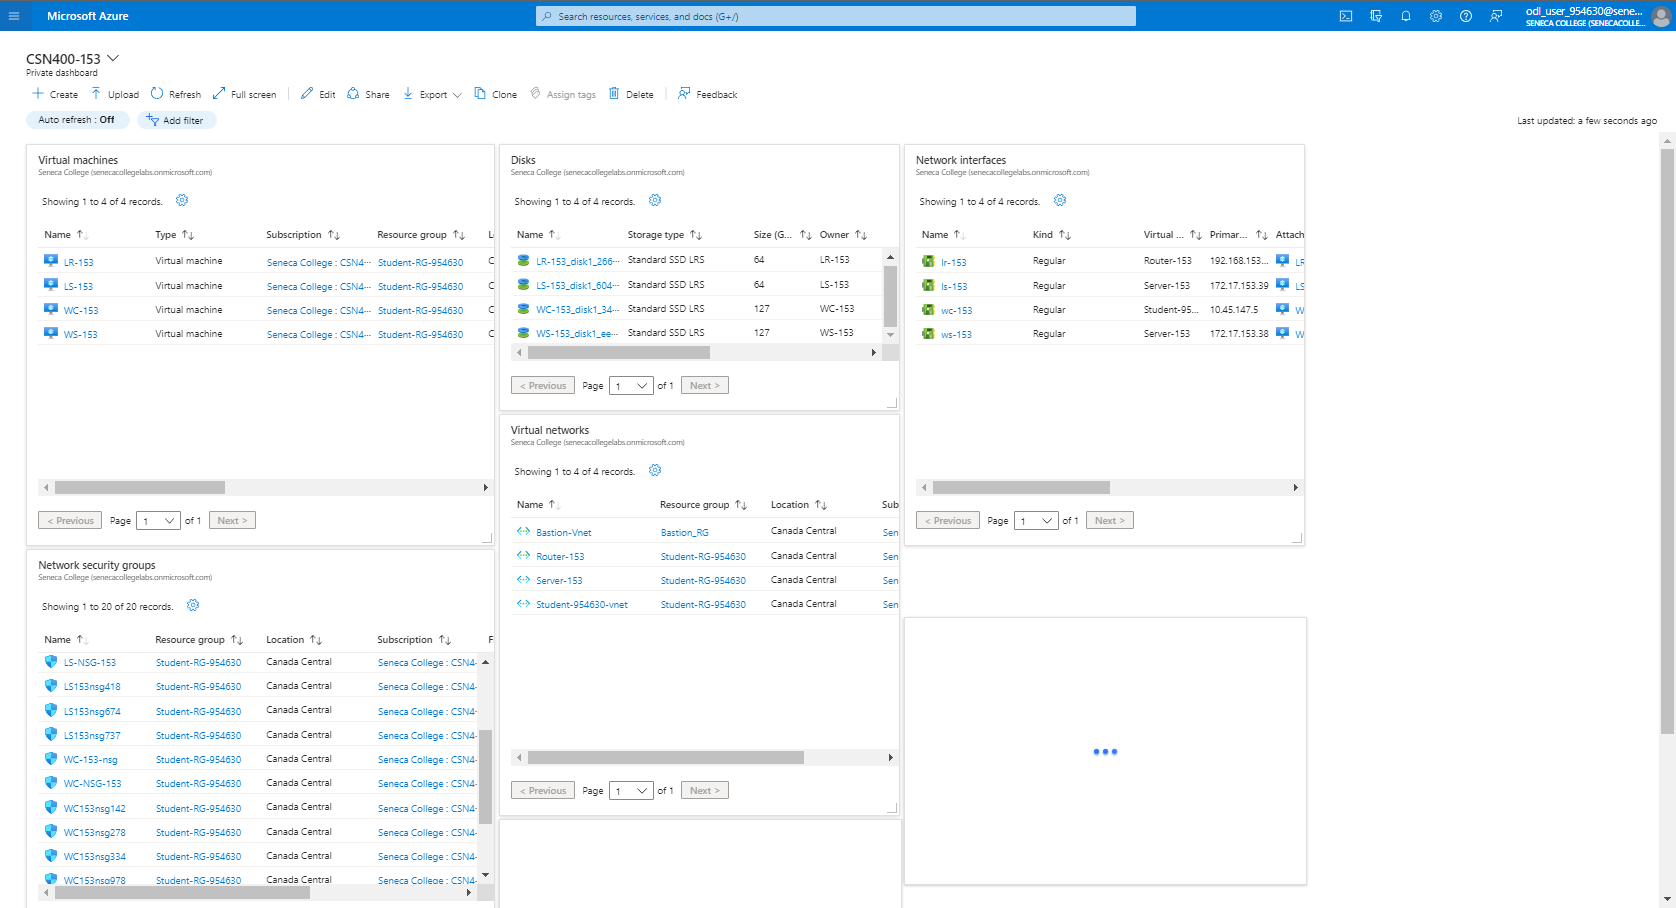 Microsoft Azure
Search resources, services, and docs (G+/)
odl_user_954630@sene...
SENECA COLLEGE (SENECACOLLE...
CSN400-153
Private dashboard
Create Upload Refresh Full screen Edit Share Export Clone Assign tags Delete Feedback
Auto refresh : Off Add filter
Last updated: a few seconds ago
Virtual machines
Seneca College (senecacollegelabs.onmicrosoft.com)
Showing 1 to 4 of 4 records.
Name Type Subscription Resource group
LR-153 Virtual machine Seneca College : CSN4... Student-RG-954630
LS-153 Virtual machine Seneca College : CSN4... Student-RG-954630
WC-153 Virtual machine Seneca College : CSN4... Student-RG-954630
WS-153 Virtual machine Seneca College : CSN4... Student-RG-954630
< Previous Page 1 of 1 Next >
Disks
Seneca College (senecacollegelabs.onmicrosoft.com)
Showing 1 to 4 of 4 records.
Name Storage type Size (G... Owner
LR-153_disk1_266... Standard SSD LRS 64 LR-153
LS-153_disk1_604... Standard SSD LRS 64 LS-153
WC-153_disk1_34... Standard SSD LRS 127 WC-153
WS-153_disk1_ee... Standard SSD LRS 127 WS-153
< Previous Page 1 of 1 Next >
Network interfaces
Seneca College (senecacollegelabs.onmicrosoft.com)
Showing 1 to 4 of 4 records.
Name Kind Virtual ... Primar... Attach
lr-153 Regular Router-153 192.168.153... LR
ls-153 Regular Server-153 172.17.153.39 LS
wc-153 Regular Student-95... 10.45.147.5 W
ws-153 Regular Server-153 172.17.153.38 W
< Previous Page 1 of 1 Next >
Virtual networks
Seneca College (senecacollegelabs.onmicrosoft.com)
Showing 1 to 4 of 4 records.
Name Resource group Location Sub
Bastion-Vnet Bastion_RG Canada Central Sen
Router-153 Student-RG-954630 Canada Central Sen
Server-153 Student-RG-954630 Canada Central Sen
Student-954630-vnet Student-RG-954630 Canada Central Sen
< Previous Page 1 of 1 Next >
Network security groups
Seneca College (senecacollegelabs.onmicrosoft.com)
Showing 1 to 20 of 20 records.
Name Resource group Location Subscription F
LS-NSG-153 Student-RG-954630 Canada Central Seneca College : CSN4-
LS153nsg418 Student-RG-954630 Canada Central Seneca College : CSN4-
LS153nsg674 Student-RG-954630 Canada Central Seneca College : CSN4-
LS153nsg737 Student-RG-954630 Canada Central Seneca College : CSN4-
WC-153-nsg Student-RG-954630 Canada Central Seneca College : CSN4-
WC-NSG-153 Student-RG-954630 Canada Central Seneca College : CSN4-
WC153nsg142 Student-RG-954630 Canada Central Seneca College : CSN4-
WC153nsg278 Student-RG-954630 Canada Central Seneca College : CSN4-
WC153nsg334 Student-RG-954630 Canada Central Seneca College : CSN4-
WC153nsg978 Student-RG-954630 Canada Central Seneca College : CSN4-